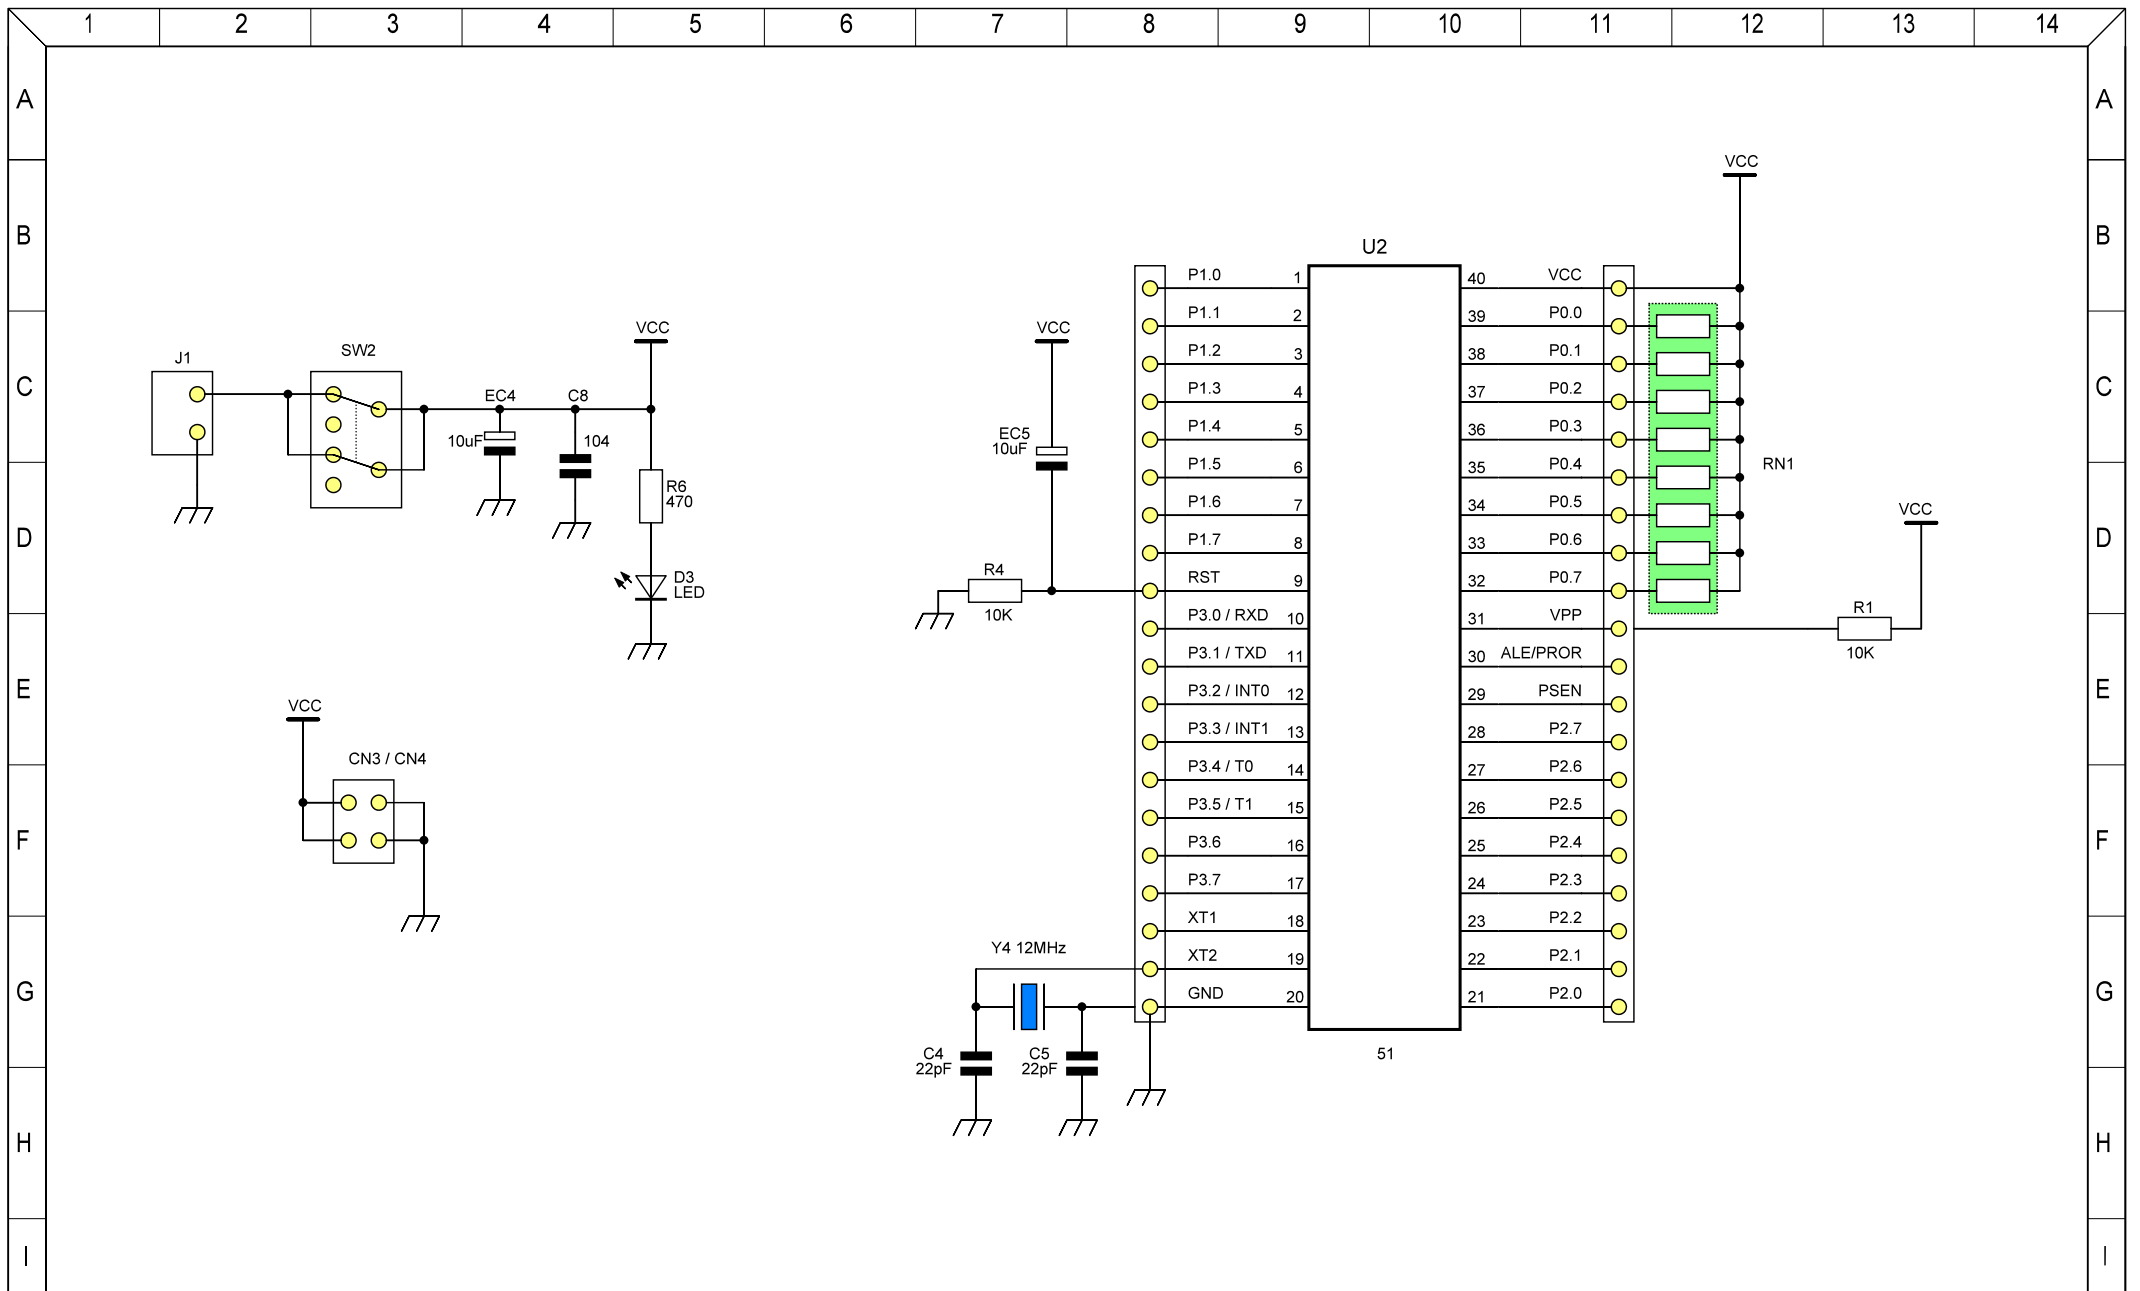 1 2 3 4 5 6 7 8 9 10 11 12 13 14
A A
B B
C C
D D
E E
F F
G G
H H
I I
J1
SW2
EC4
10uF
C8
104
VCC
R6
470
D3
LED
VCC
CN3 / CN4
VCC
EC5
10uF
R4
10K
Y4 12MHz
C4
22pF
C5
22pF
U2
P1.0 1 40 VCC
P1.1 2 39 P0.0
P1.2 3 38 P0.1
P1.3 4 37 P0.2
P1.4 5 36 P0.3
P1.5 6 35 P0.4
P1.6 7 34 P0.5
P1.7 8 33 P0.6
RST 9 32 P0.7
P3.0 / RXD 10 31 VPP
P3.1 / TXD 11 30 ALE/PROR
P3.2 / INT0 12 29 PSEN
P3.3 / INT1 13 28 P2.7
P3.4 / T0 14 27 P2.6
P3.5 / T1 15 26 P2.5
P3.6 16 25 P2.4
P3.7 17 24 P2.3
XT1 18 23 P2.2
XT2 19 22 P2.1
GND 20 21 P2.0
51
VCC
RN1
VCC
R1
10K